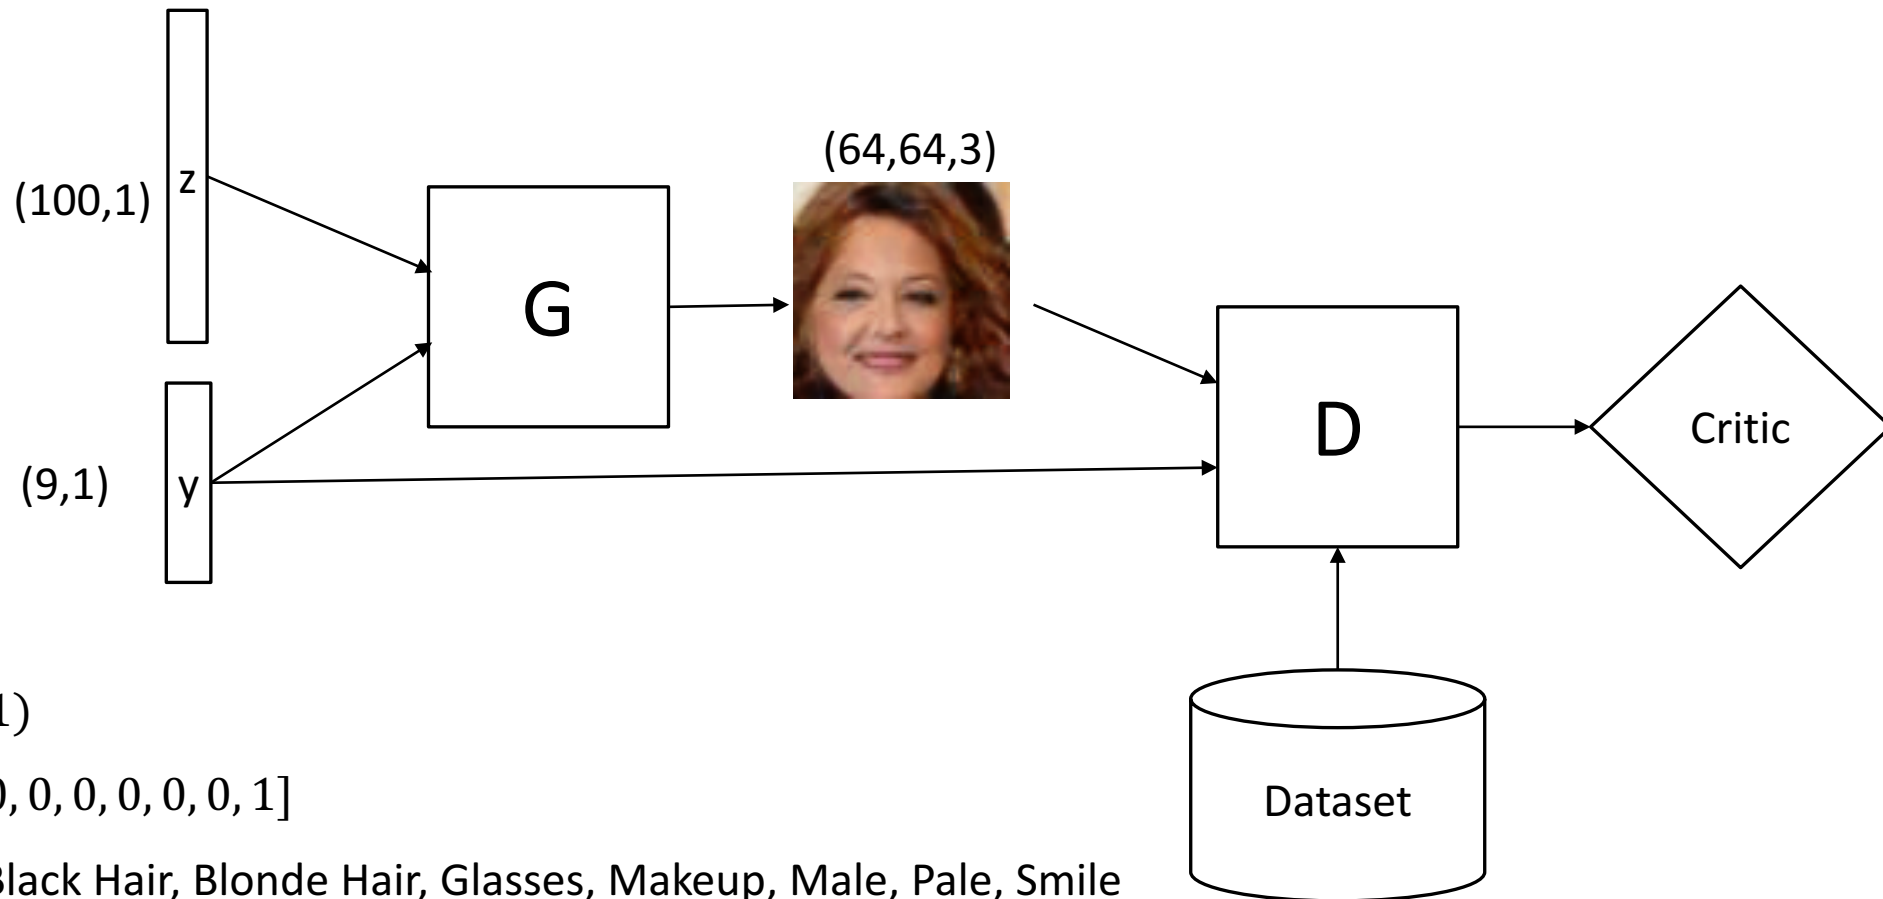 (64,64,3)
z
(100,1)
G
D
Critic
(9,1)
y
1)
0, 0, 0, 0, 0, 0, 1]
Dataset
Black Hair, Blonde Hair, Glasses, Makeup, Male, Pale, Smile